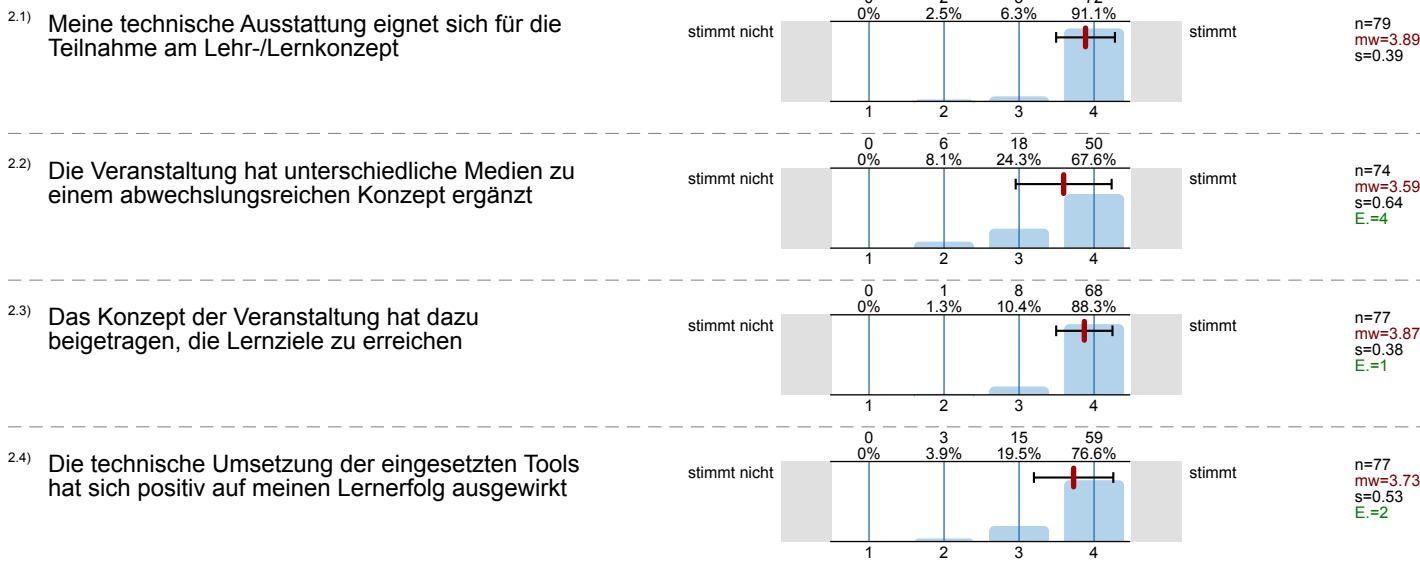 0 2 5 72
0% 2.5% 6.3% 91.1%
2.1) Meine technische Ausstattung eignet sich für die
Teilnahme am Lehr-/Lernkonzept
stimmt nicht
stimmt
n=79
mw=3.89
s=0.39
1 2 3 4
0 6 18 50
0% 8.1% 24.3% 67.6%
2.2) Die Veranstaltung hat unterschiedliche Medien zu
einem abwechslungsreichen Konzept ergänzt
stimmt nicht
stimmt
n=74
mw=3.59
s=0.64
E.=4
1 2 3 4
0 1 8 68
0% 1.3% 10.4% 88.3%
2.3) Das Konzept der Veranstaltung hat dazu
beigetragen, die Lernziele zu erreichen
stimmt nicht
stimmt
n=77
mw=3.87
s=0.38
E.=1
1 2 3 4
0 3 15 59
0% 3.9% 19.5% 76.6%
2.4) Die technische Umsetzung der eingesetzten Tools
hat sich positiv auf meinen Lernerfolg ausgewirkt
stimmt nicht
stimmt
n=77
mw=3.73
s=0.53
E.=2
1 2 3 4